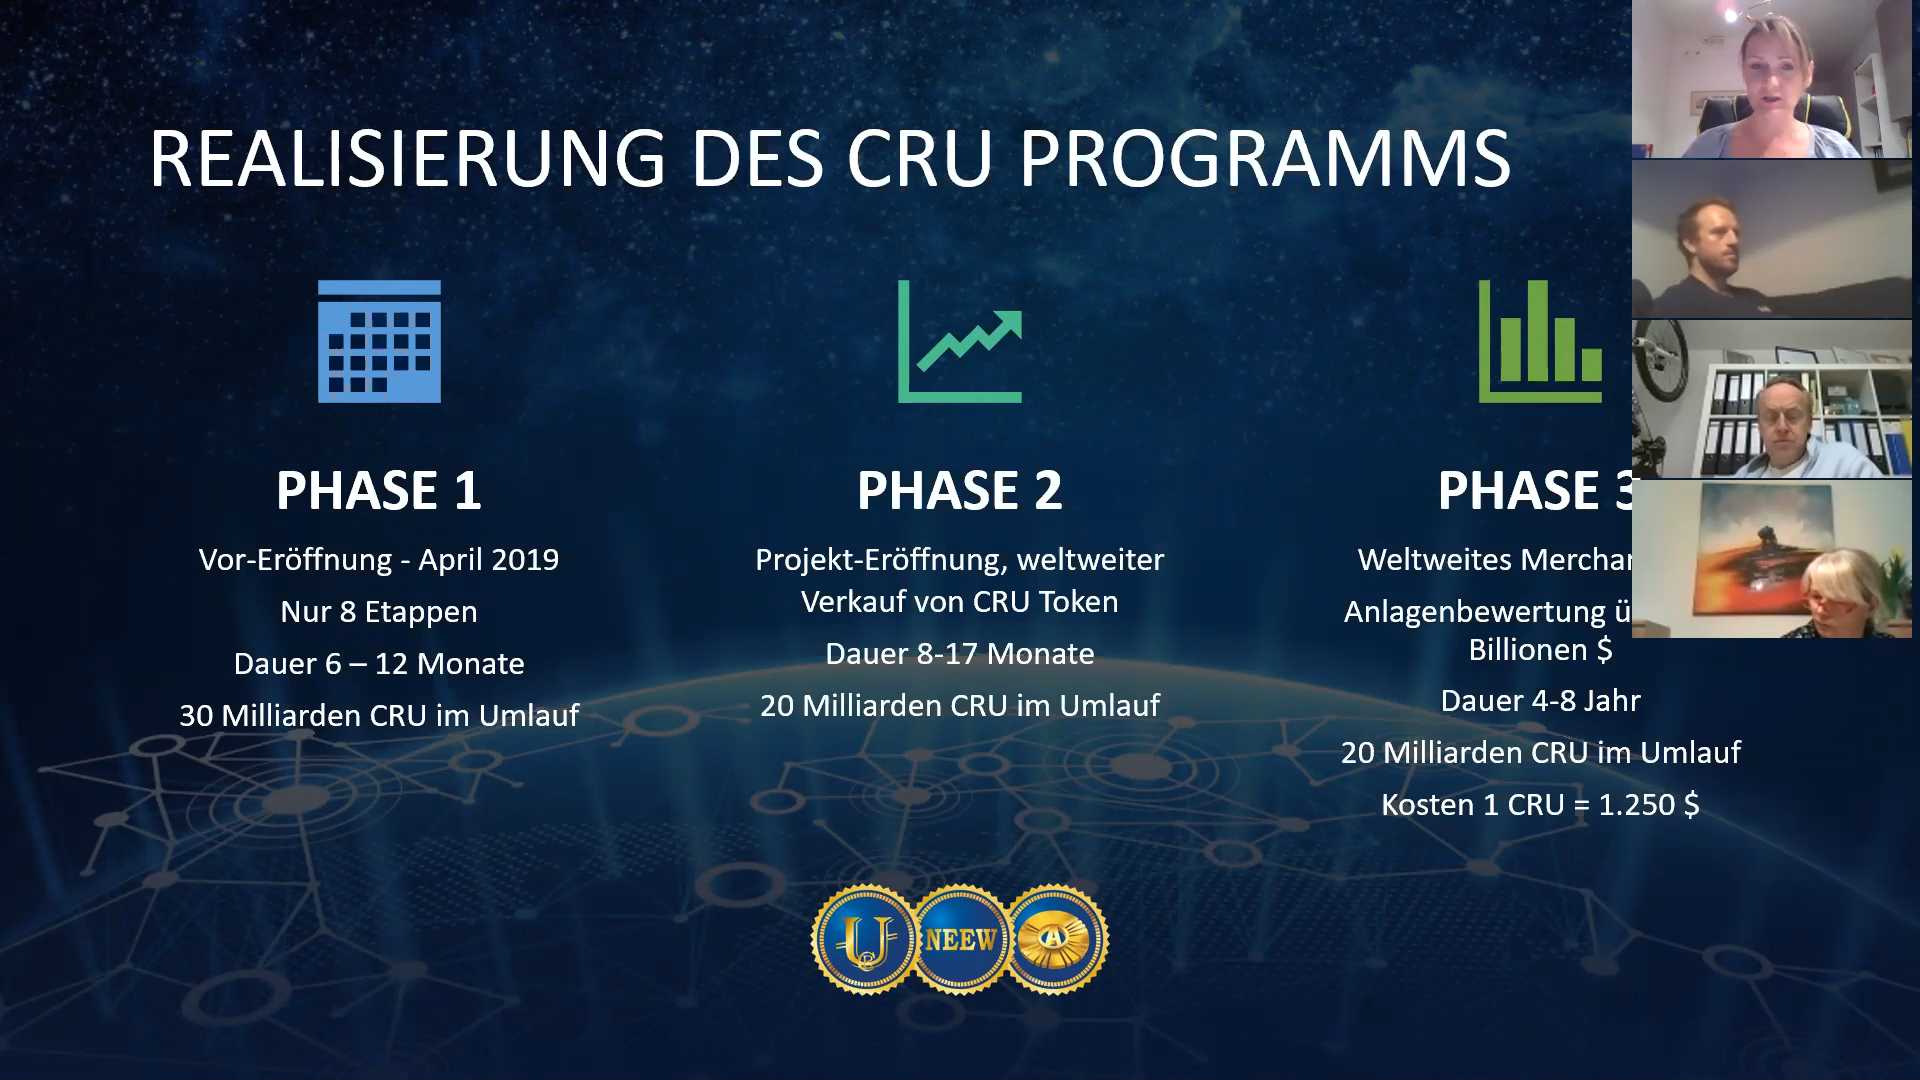 REALISIERUNG DES CRU PROGRAMMS
PHASE 1
Vor-Eröffnung - April 2019
Nur 8 Etappen
Dauer 6 – 12 Monate
30 Milliarden CRU im Umlauf
PHASE 2
Projekt-Eröffnung, weltweiter
Verkauf von CRU Token
Dauer 8-17 Monate
20 Milliarden CRU im Umlauf
PHASE 3
Weltweites
Anlagenbewertung
Billionen $
Dauer 4-8 Jahr
20 Milliarden CRU im Umlauf
Kosten 1 CRU = 1.250 $
U NEEW A